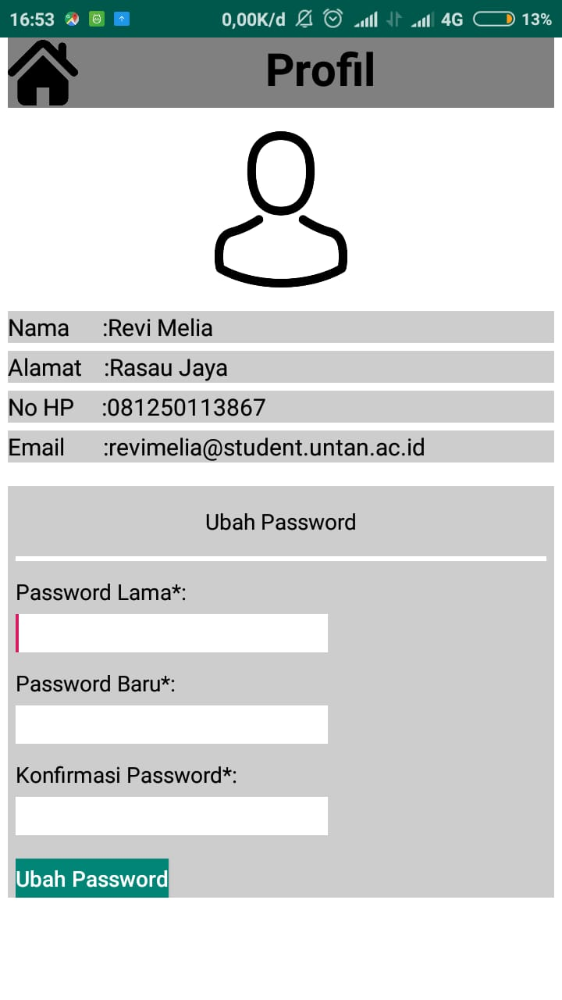 16:53 0,00K/d 4G 13%
Profil
Nama :Revi Melia
Alamat :Rasau Jaya
No HP :081250113867
Email :revimelia@student.untan.ac.id
Ubah Password
Password Lama*:
Password Baru*:
Konfirmasi Password*:
Ubah Password